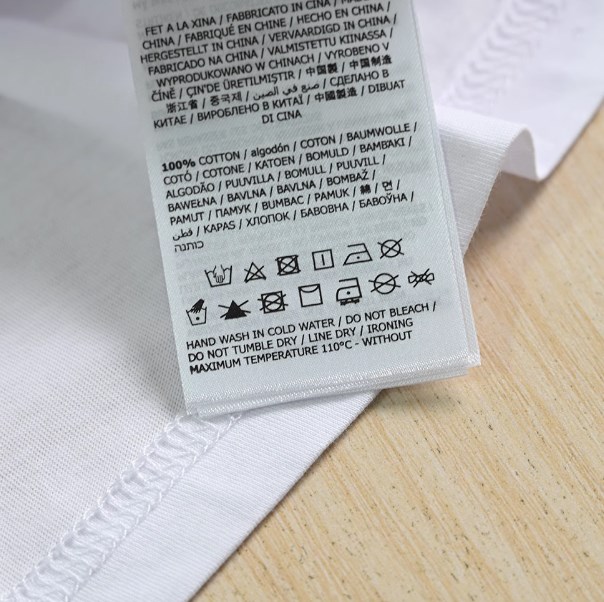 FET A LA XINA / FABBRICATO IN CINA /
CHINA / FABRIQUÉ EN CHINE / HECHO EN CHINA /
HERGESTELLT IN CHINA / VERVAARDIGD IN CHINA /
FABRICADO NA CHINA / VALMISTETTU KIINASSA /
WYPRODUKOWANO W CHINACH / VYROBENO V
ČÍNĚ / ÇIN'DE ÜRETILMIŞTIR / 中国製 / 中国制造
浙江省 / 중국제 / صنع في الصين / СДЕЛАНО В
КИТАЕ / ВИРОБЛЕНО В КИТАЇ / 中國製造 / DIBUAT
DI CINA
100% COTTON / algodón / COTON / BAUMWOLLE /
COTÓ / COTONE / KATOEN / BOMULD / BAMBAKI /
ALGODÃO / PUUVILLA / BOMULL / PUUVILL /
BAWEŁNA / BAVLNA / BAVLNA / BOMBAŽ /
PAMUT / ПАМУК / BUMBAC / PAMUK / 綿 / 면 /
قطن / KAPAS / ХЛОПОК / БАВОВНА / БАВОЎНА /
כותנה
HAND WASH IN COLD WATER / DO NOT BLEACH /
DO NOT TUMBLE DRY / LINE DRY / IRONING
MAXIMUM TEMPERATURE 110°C - WITHOUT